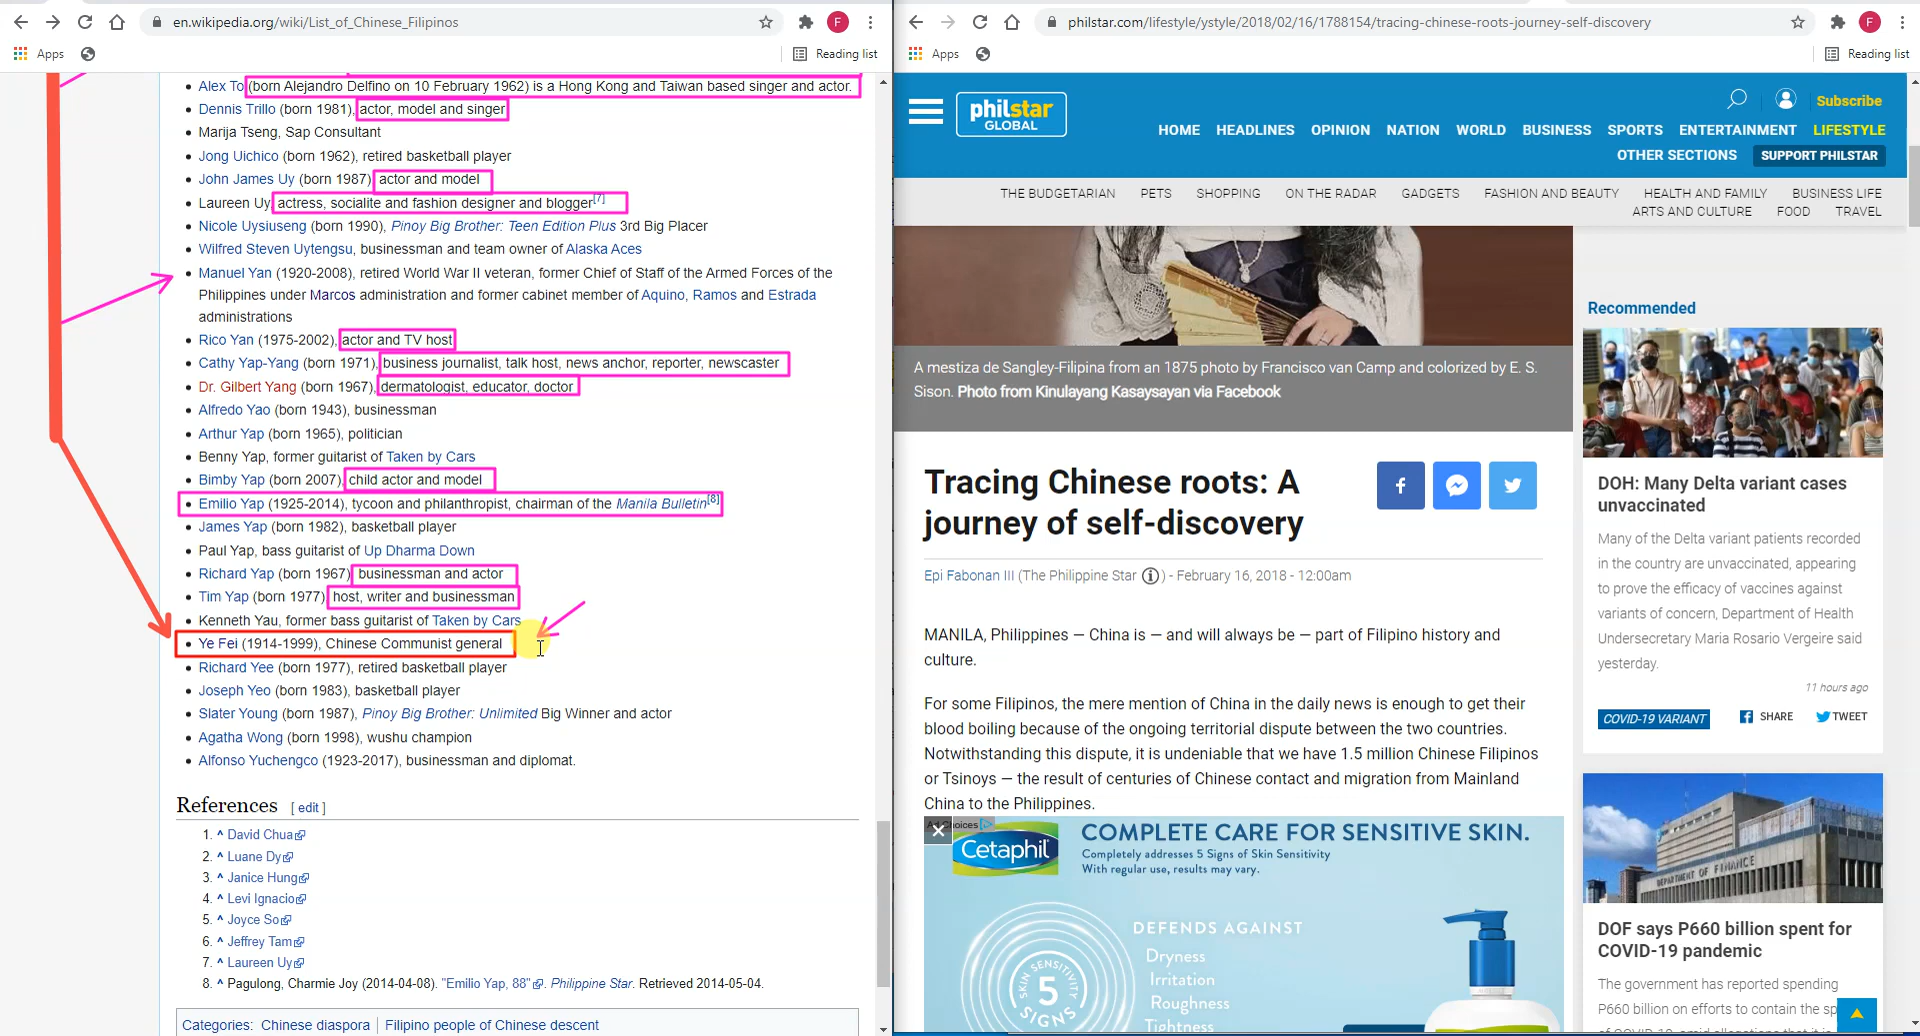 en.wikipedia.org/wiki/List_of_Chinese_Filipinos
F
Apps
Reading list
Alex To (born Alejandro Delfino on 10 February 1962) is a Hong Kong and Taiwan based singer and actor.
Dennis Trillo (born 1981), actor, model and singer
Marija Tseng, Sap Consultant
Jong Uichico (born 1962), retired basketball player
John James Uy (born 1987) actor and model
Laureen Uy, actress, socialite and fashion designer and blogger[7]
Nicole Uysiuseng (born 1990), Pinoy Big Brother: Teen Edition Plus 3rd Big Placer
Wilfred Steven Uytengsu, businessman and team owner of Alaska Aces
Manuel Yan (1920-2008), retired World War II veteran, former Chief of Staff of the Armed Forces of the
Philippines under Marcos administration and former cabinet member of Aquino, Ramos and Estrada
administrations
Rico Yan (1975-2002), actor and TV host
Cathy Yap-Yang (born 1971), business journalist, talk host, news anchor, reporter, newscaster
Dr. Gilbert Yang (born 1967), dermatologist, educator, doctor
Alfredo Yao (born 1943), businessman
Arthur Yap (born 1965), politician
Benny Yap, former guitarist of Taken by Cars
Bimby Yap (born 2007), child actor and model
Emilio Yap (1925-2014), tycoon and philanthropist, chairman of the Manila Bulletin[8]
James Yap (born 1982), basketball player
Paul Yap, bass guitarist of Up Dharma Down
Richard Yap (born 1967) businessman and actor
Tim Yap (born 1977) host, writer and businessman
Kenneth Yau, former bass guitarist of Taken by Cars
Ye Fei (1914-1999), Chinese Communist general
Richard Yee (born 1977), retired basketball player
Joseph Yeo (born 1983), basketball player
Slater Young (born 1987), Pinoy Big Brother: Unlimited Big Winner and actor
Agatha Wong (born 1998), wushu champion
Alfonso Yuchengco (1923-2017), businessman and diplomat.
References [ edit ]
1. ^ David Chua
2. ^ Luane Dy
3. ^ Janice Hung
4. ^ Levi Ignacio
5. ^ Joyce So
6. ^ Jeffrey Tam
7. ^ Laureen Uy
8. ^ Pagulong, Charmie Joy (2014-04-08). "Emilio Yap, 88". Philippine Star. Retrieved 2014-05-04.
Categories: Chinese diaspora | Filipino people of Chinese descent
philstar.com/lifestyle/ystyle/2018/02/16/1788154/tracing-chinese-roots-journey-self-discovery
F
Apps
Reading list
philstar
GLOBAL
Subscribe
HOME HEADLINES OPINION NATION WORLD BUSINESS SPORTS ENTERTAINMENT LIFESTYLE
OTHER SECTIONS SUPPORT PHILSTAR
THE BUDGETARIAN PETS SHOPPING ON THE RADAR GADGETS FASHION AND BEAUTY HEALTH AND FAMILY BUSINESS LIFE
ARTS AND CULTURE FOOD TRAVEL
A mestiza de Sangley-Filipina from an 1875 photo by Francisco van Camp and colorized by E. S.
Sison. Photo from Kinulayang Kasaysayan via Facebook
Tracing Chinese roots: A
journey of self-discovery
Epi Fabonan III (The Philippine Star ) - February 16, 2018 - 12:00am
MANILA, Philippines — China is — and will always be — part of Filipino history and
culture.
For some Filipinos, the mere mention of China in the daily news is enough to get their
blood boiling because of the ongoing territorial dispute between the two countries.
Notwithstanding this dispute, it is undeniable that we have 1.5 million Chinese Filipinos
or Tsinoys — the result of centuries of Chinese contact and migration from Mainland
China to the Philippines.
Ad Choices
Cetaphil
COMPLETE CARE FOR SENSITIVE SKIN.
Completely addresses 5 Signs of Skin Sensitivity
With regular use, results may vary.
DEFENDS AGAINST
Dryness
Irritation
Roughness
Tightness
SKIN SENSITIVITY
5
SIGNS
Recommended
DOH: Many Delta variant cases
unvaccinated
Many of the Delta variant patients recorded
in the country are unvaccinated, appearing
to prove the efficacy of vaccines against
variants of concern, Department of Health
Undersecretary Maria Rosario Vergeire said
yesterday.
11 hours ago
COVID-19 VARIANT
SHARE
TWEET
DEPARTMENT OF FINANCE
DOF says P660 billion spent for
COVID-19 pandemic
The government has reported spending
P660 billion on efforts to contain the